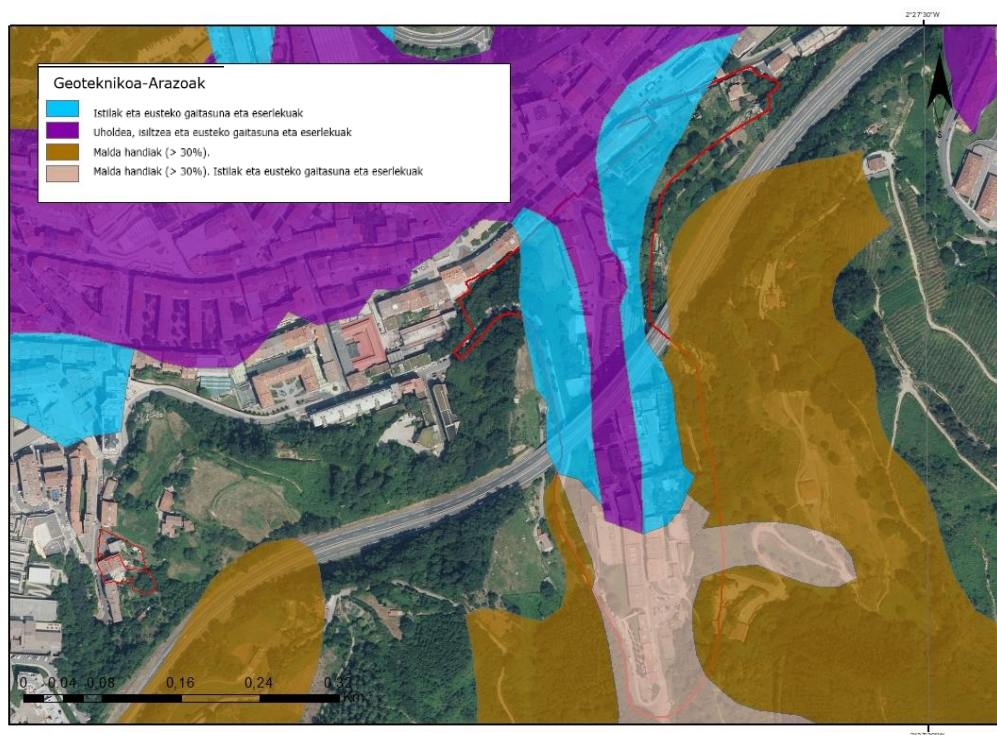 2°27'30"W
Geoteknikoa-Arazoak
Istilak eta eusteko gaitasuna eta eserlekuak
Uholdea, isiltzea eta eusteko gaitasuna eta eserlekuak
Malda handiak (> 30%).
Malda handiak (> 30%). Istilak eta eusteko gaitasuna eta eserlekuak
S
0 0,04 0,08 0,16 0,24 0,32